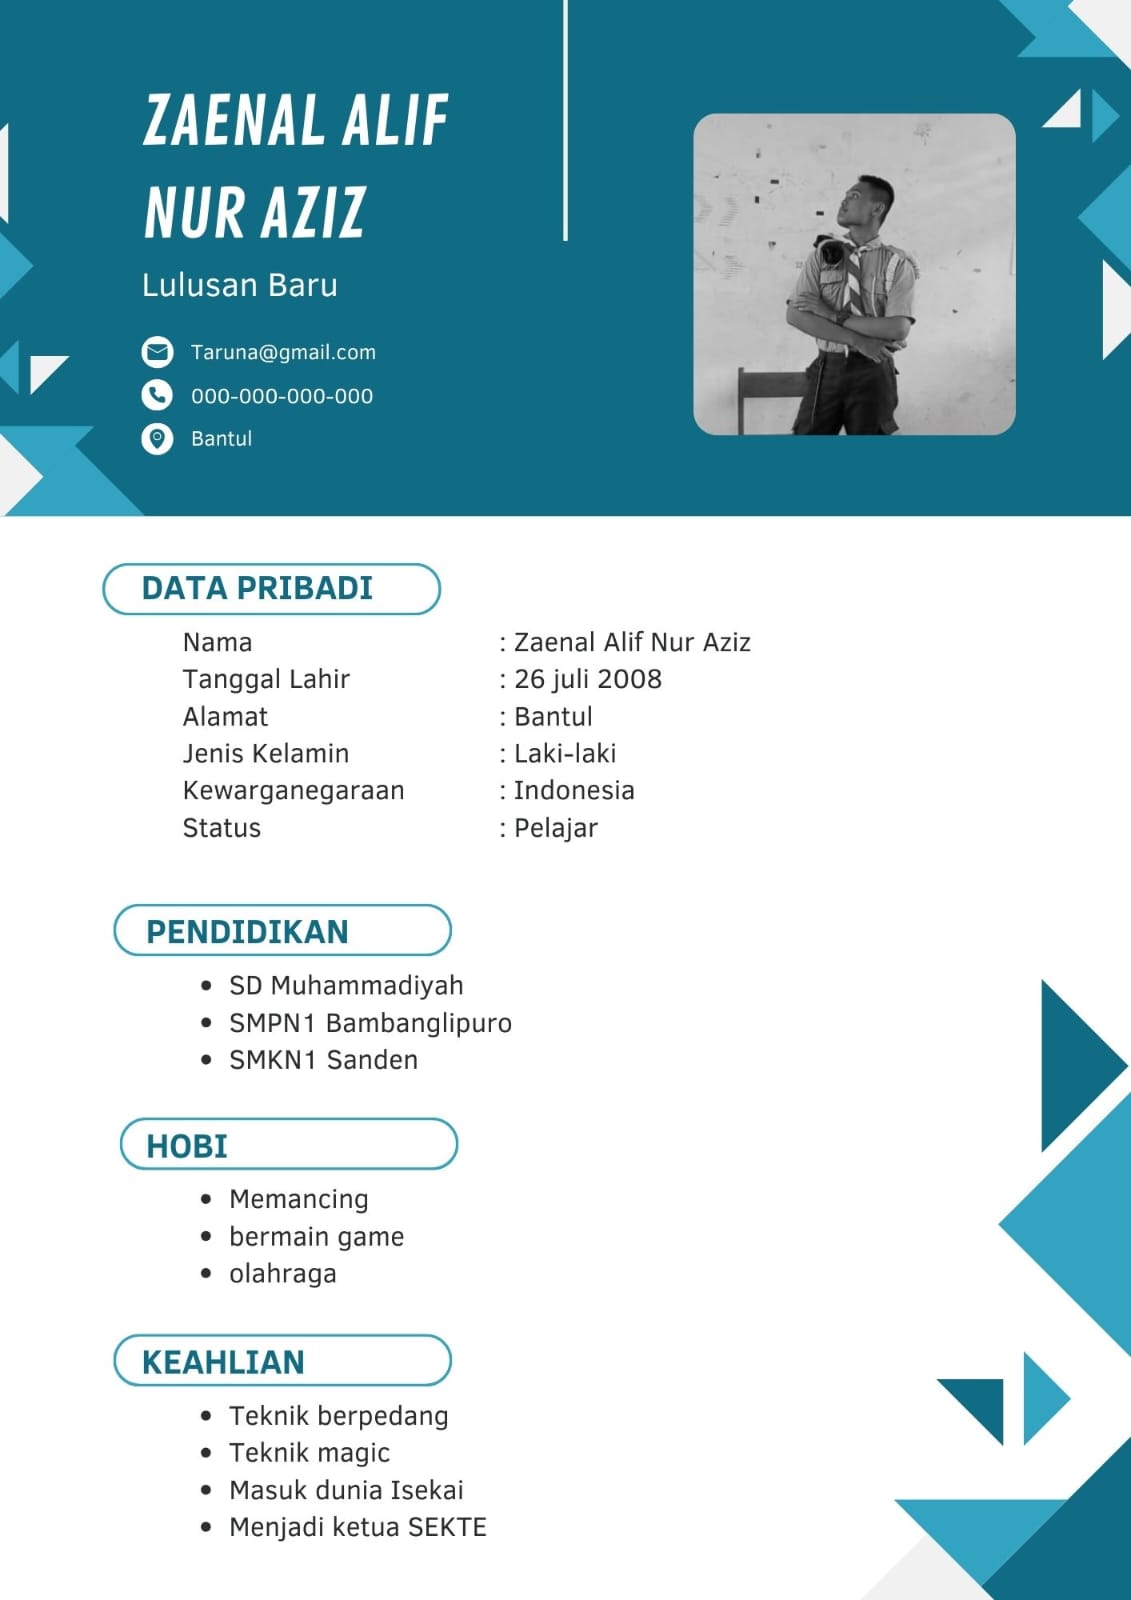 ZAENAL ALIF
NUR AZIZ
Lulusan Baru
Taruna@gmail.com
000-000-000-000
Bantul
DATA PRIBADI
Nama : Zaenal Alif Nur Aziz
Tanggal Lahir : 26 juli 2008
Alamat : Bantul
Jenis Kelamin : Laki-laki
Kewarganegaraan : Indonesia
Status : Pelajar
PENDIDIKAN
• SD Muhammadiyah
• SMPN1 Bambanglipuro
• SMKN1 Sanden
HOBI
• Memancing
• bermain game
• olahraga
KEAHLIAN
• Teknik berpedang
• Teknik magic
• Masuk dunia Isekai
• Menjadi ketua SEKTE